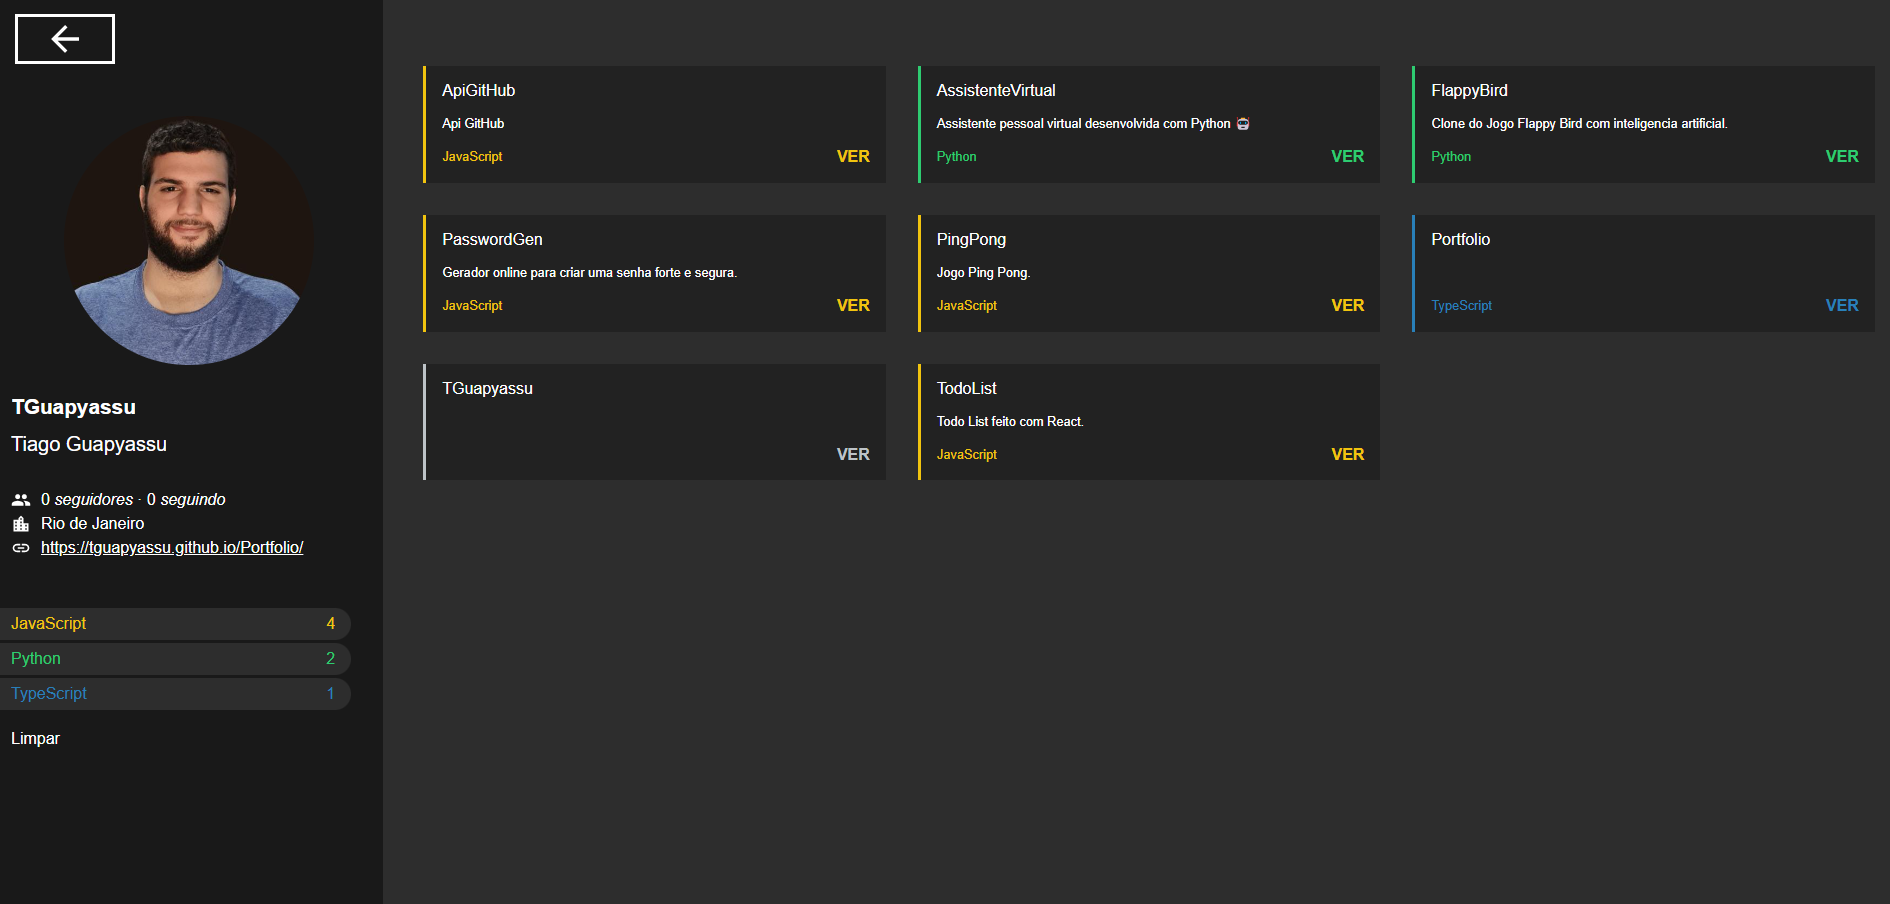 TGuapyassu
Tiago Guapyassu
0 seguidores · 0 seguindo
Rio de Janeiro
https://tguapyassu.github.io/Portfolio/
JavaScript 4
Python 2
TypeScript 1
Limpar
ApiGitHub
Api GitHub
JavaScript VER
AssistenteVirtual
Assistente pessoal virtual desenvolvida com Python 🤖
Python VER
FlappyBird
Clone do Jogo Flappy Bird com inteligencia artificial.
Python VER
PasswordGen
Gerador online para criar uma senha forte e segura.
JavaScript VER
PingPong
Jogo Ping Pong.
JavaScript VER
Portfolio
TypeScript VER
TGuapyassu
VER
TodoList
Todo List feito com React.
JavaScript VER